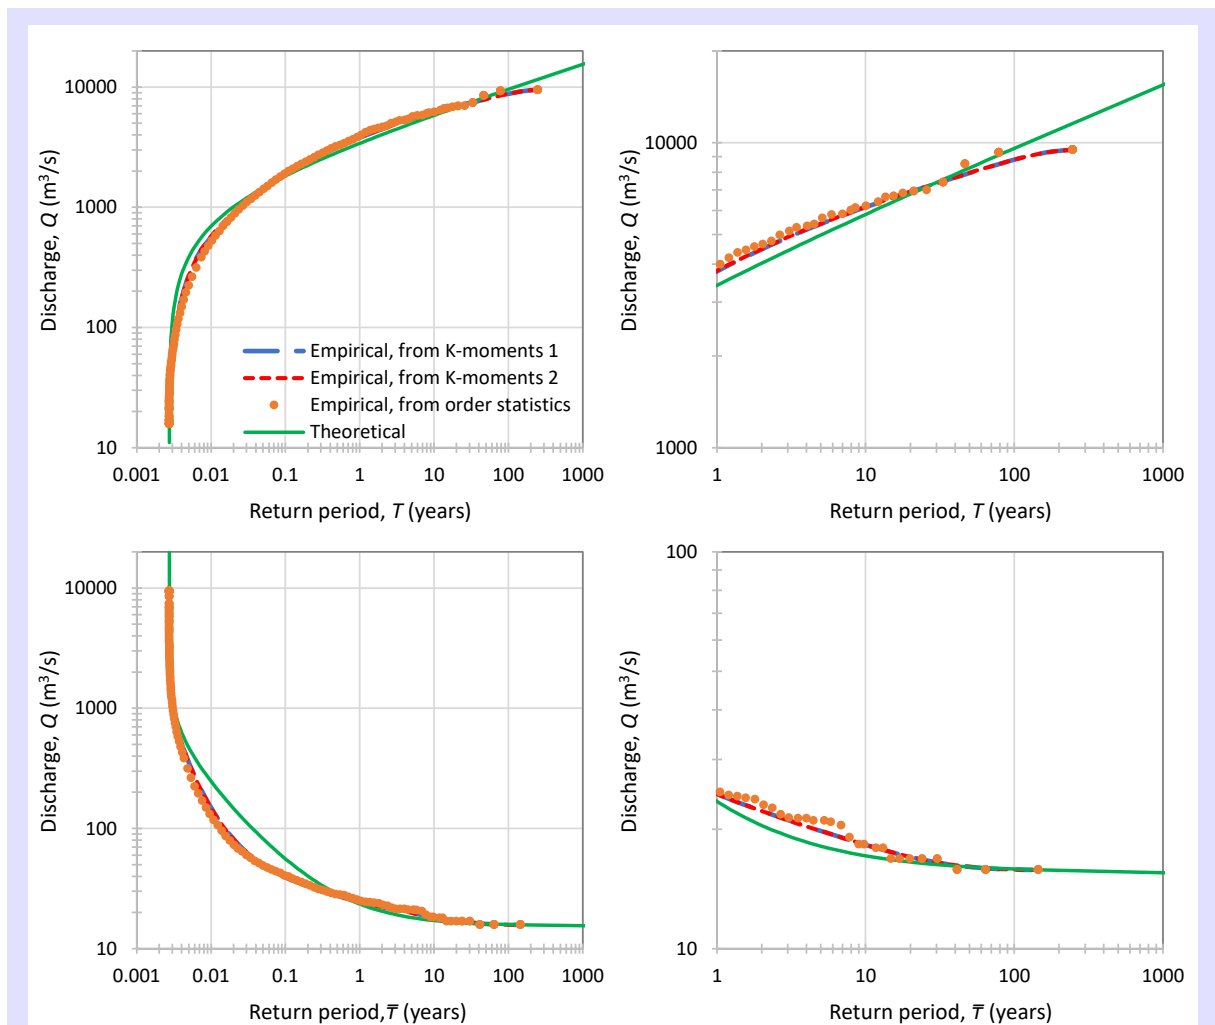 10000
1000
100
10
Discharge, Q (m³/s)
Empirical, from K-moments 1
Empirical, from K-moments 2
Empirical, from order statistics
Theoretical
0.001 0.01 0.1 1 10 100 1000
Return period, T (years)
10000
1000
Discharge, Q (m³/s)
1 10 100 1000
Return period, T (years)
10000
1000
100
10
Discharge, Q (m³/s)
0.001 0.01 0.1 1 10 100 1000
Return period, T̅ (years)
100
10
Discharge, Q (m³/s)
1 10 100 1000
Return period, T̅ (years)